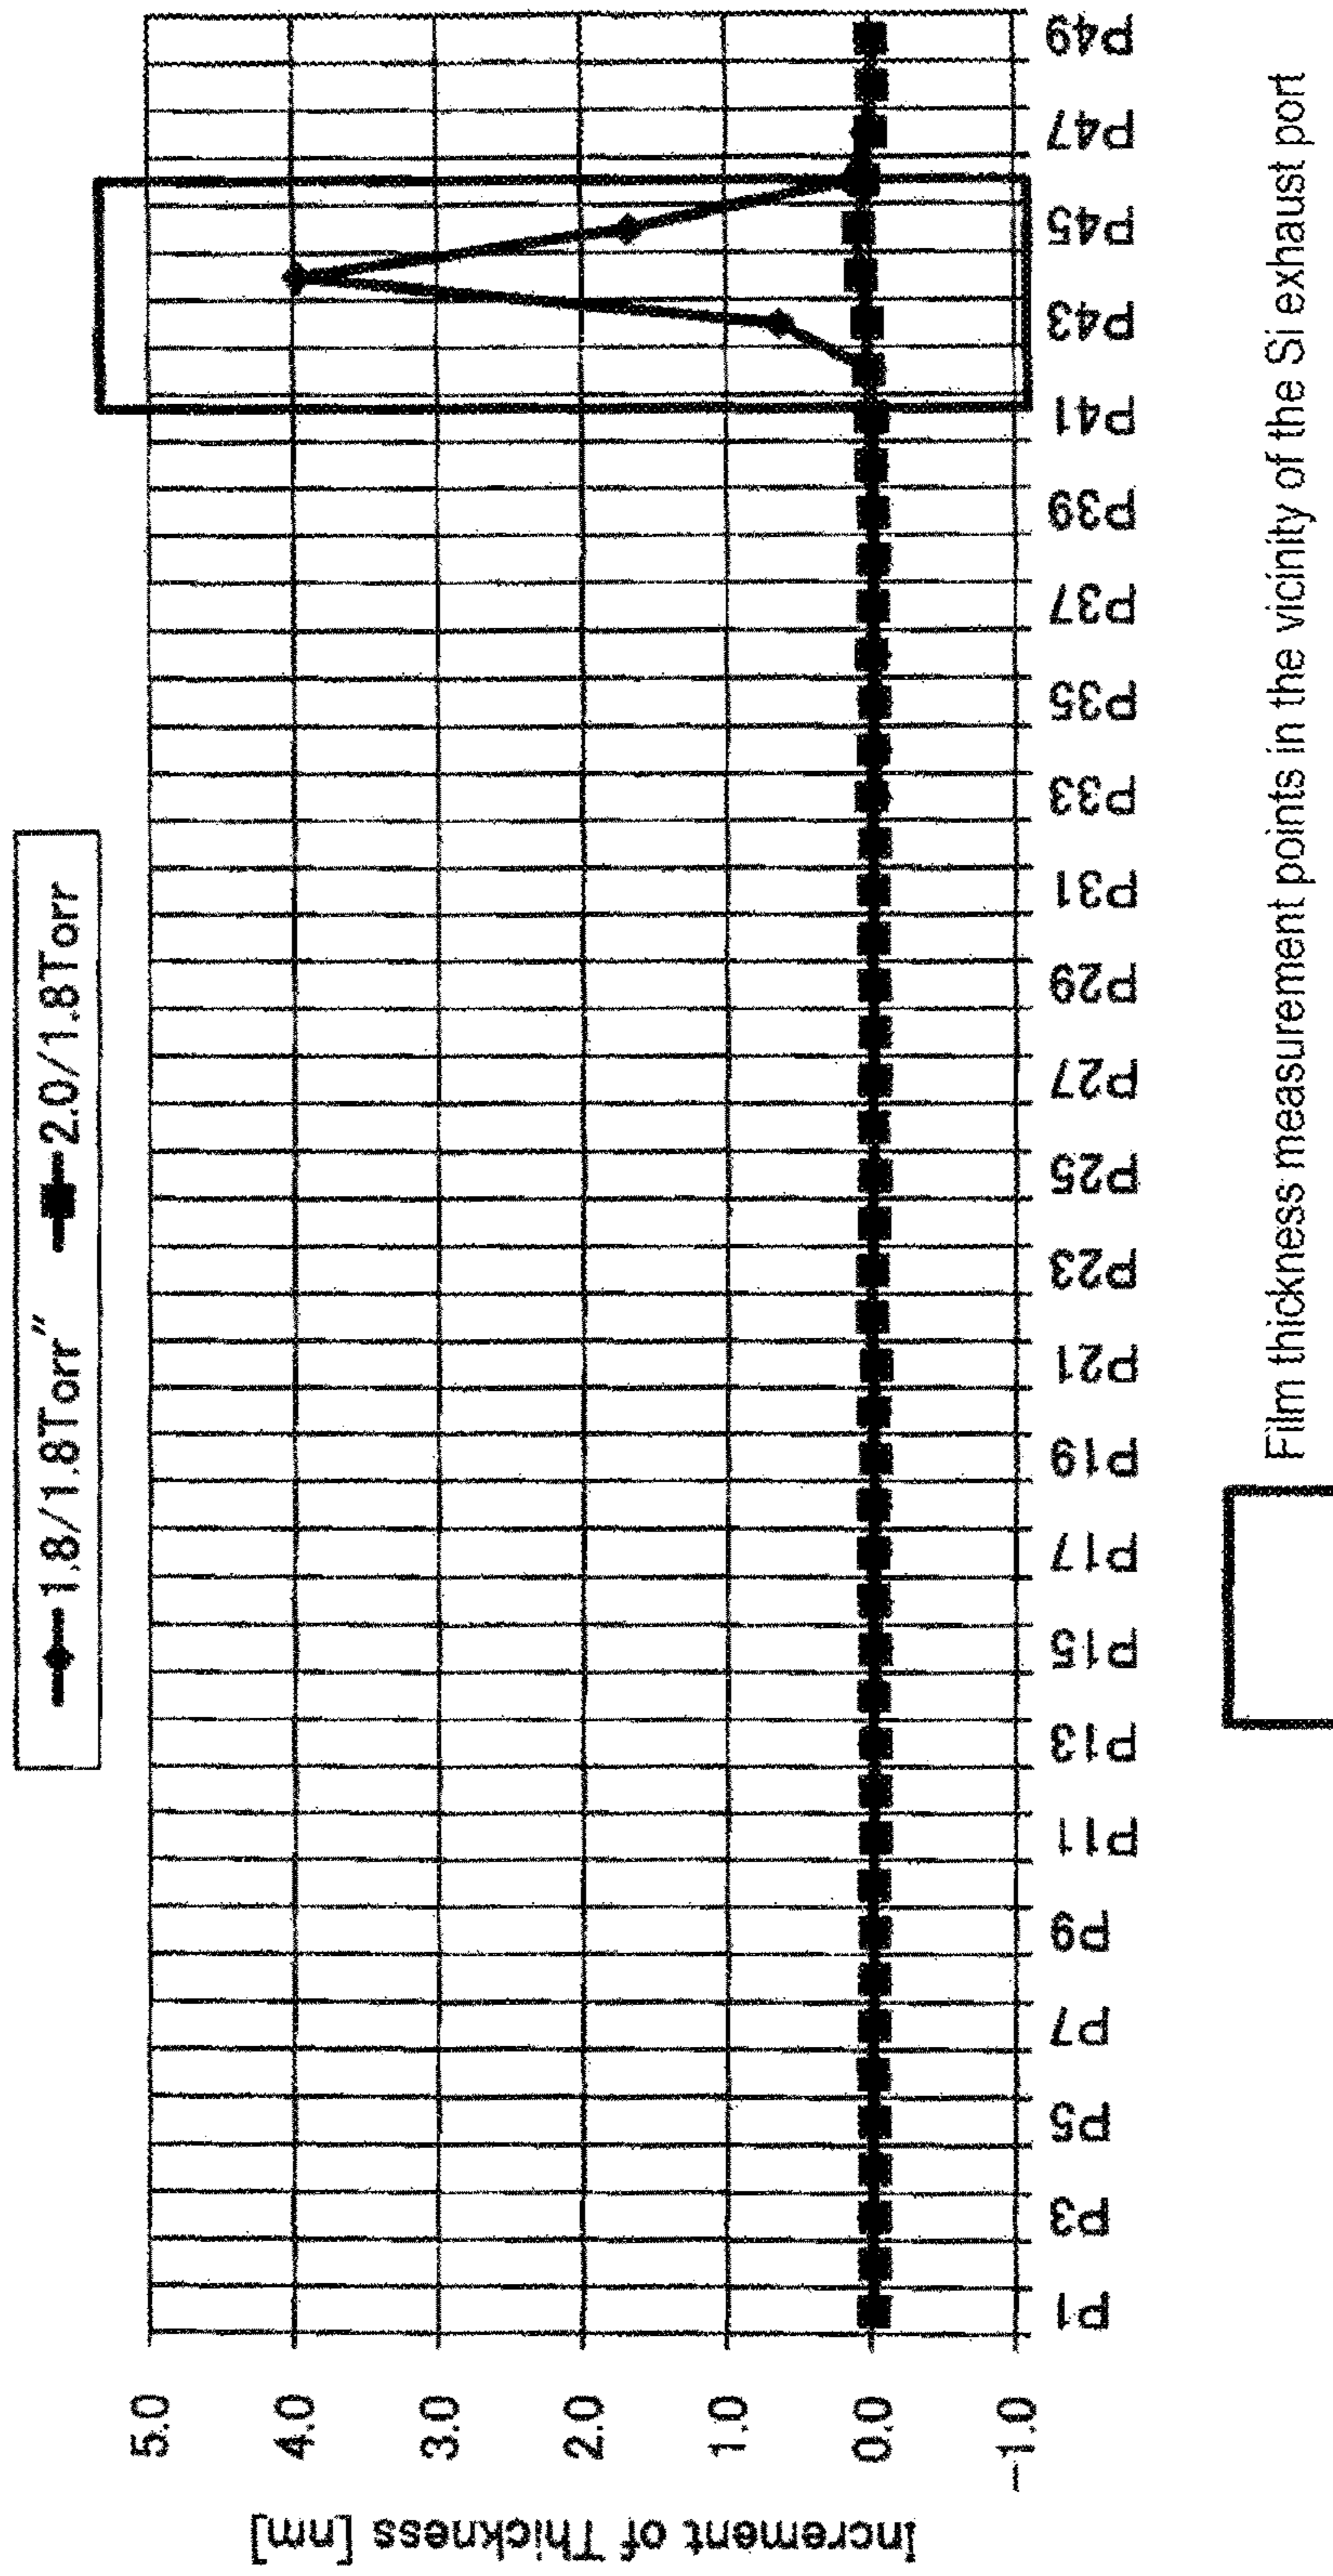 1.8/1.8Torr" 2.0/1.8Torr
Increment of Thickness [nm]
5.0
4.0
3.0
2.0
1.0
0.0
-1.0
P1 P3 P5 P7 P9 P11 P13 P15 P17 P19 P21 P23 P25 P27 P29 P31 P33 P35 P37 P39 P41 P43 P45 P47 P49
Film thickness measurement points in the vicinity of the Si exhaust port